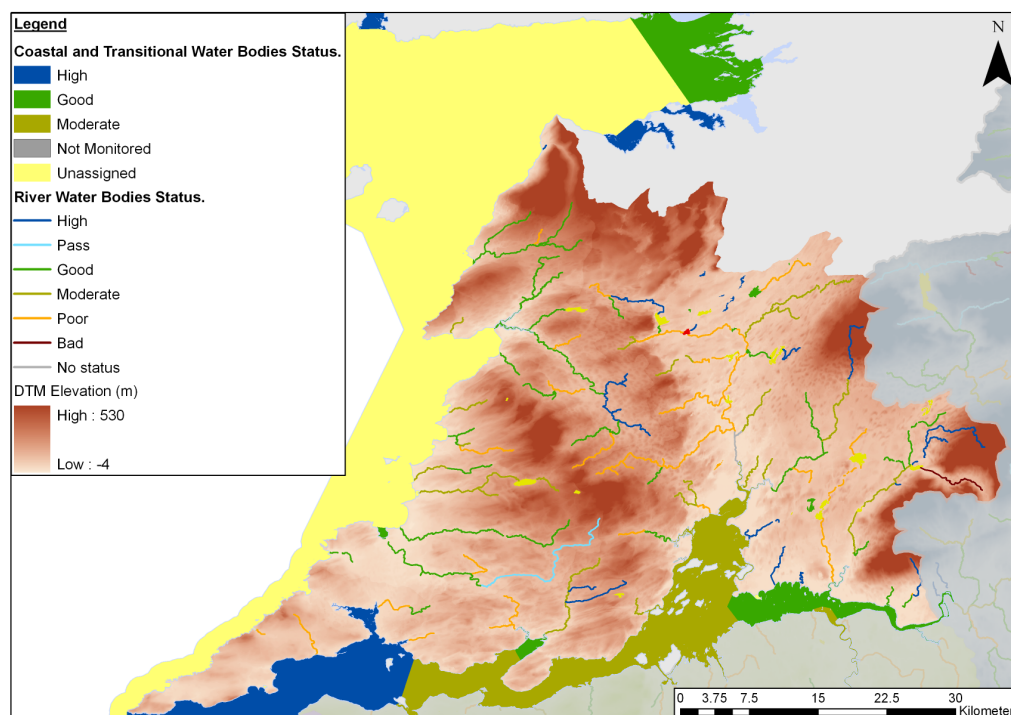 Legend
Coastal and Transitional Water Bodies Status.
High
Good
Moderate
Not Monitored
Unassigned
River Water Bodies Status.
High
Pass
Good
Moderate
Poor
Bad
No status
DTM Elevation (m)
High : 530
Low : -4
N
0 3.75 7.5 15 22.5 30
Kilometer